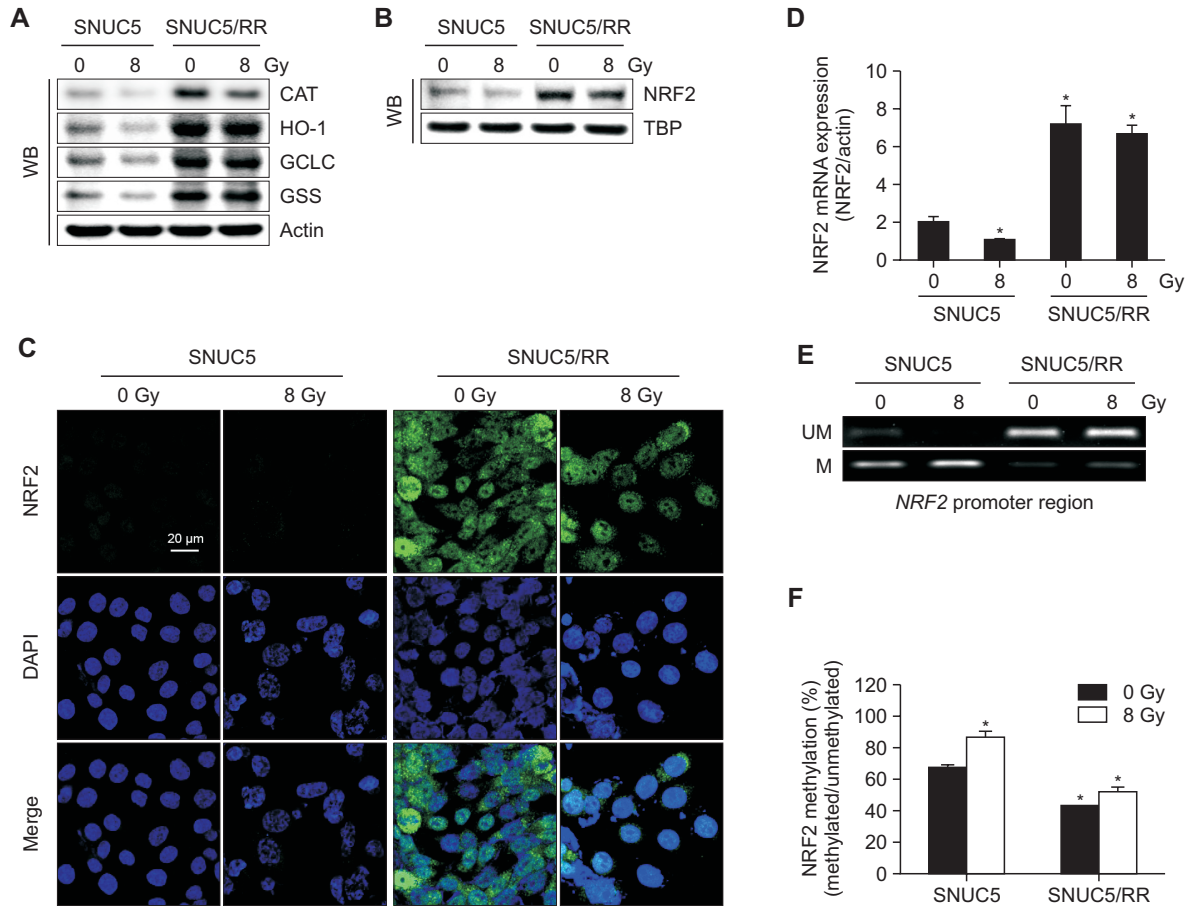 A
SNUC5 SNUC5/RR
0 8 0 8 Gy
WB
CAT
HO-1
GCLC
GSS
Actin
B
SNUC5 SNUC5/RR
0 8 0 8 Gy
WB
NRF2
TBP
C
SNUC5 SNUC5/RR
0 Gy 8 Gy 0 Gy 8 Gy
NRF2
20 µm
DAPI
Merge
D
NRF2 mRNA expression
(NRF2/actin)
10
8
6
4
2
0
* * *
0 8 0 8 Gy
SNUC5 SNUC5/RR
E
SNUC5 SNUC5/RR
0 8 0 8 Gy
UM
M
NRF2 promoter region
F
NRF2 methylation (%)
(methylated/unmethylated)
120
100
80
60
40
20
0
0 Gy
8 Gy
* * *
SNUC5 SNUC5/RR